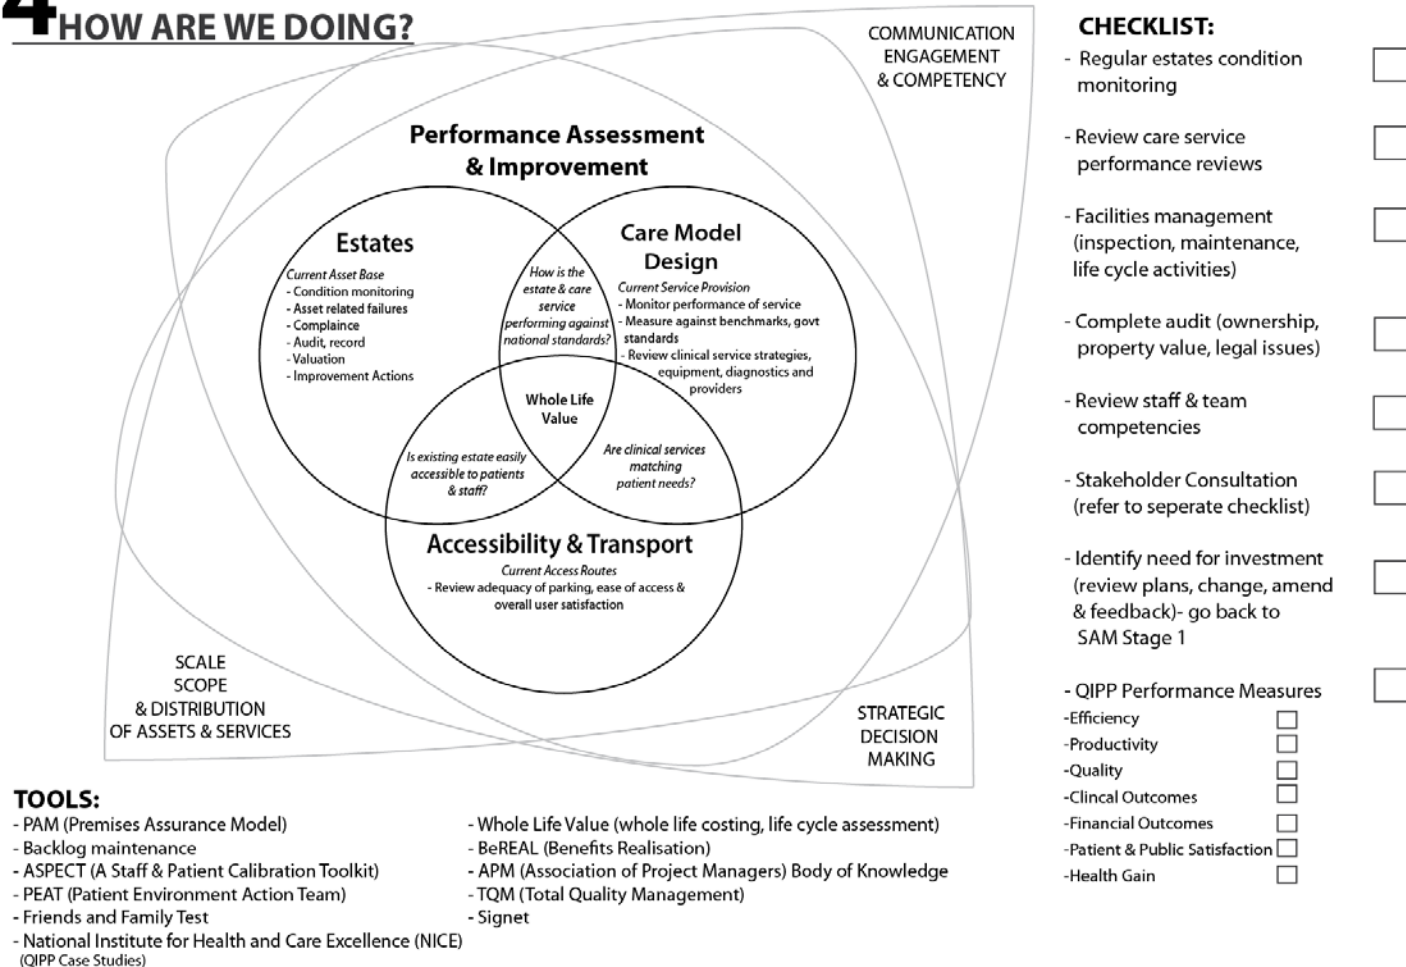 4 HOW ARE WE DOING?
COMMUNICATION
ENGAGEMENT
& COMPETENCY
Performance Assessment
& Improvement
Estates
Current Asset Base
- Condition monitoring
- Asset related failures
- Complaince
- Audit, record
- Valuation
- Improvement Actions
How is the
estate & care
service
performing against
national standards?
Care Model
Design
Current Service Provision
- Monitor performance of service
- Measure against benchmarks, govt
standards
- Review clinical service strategies,
equipment, diagnostics and
providers
Whole Life
Value
Is existing estate easily
accessible to patients
& staff?
Are clinical services
matching
patient needs?
Accessibility & Transport
Current Access Routes
- Review adequacy of parking, ease of access &
overall user satisfaction
SCALE
SCOPE
& DISTRIBUTION
OF ASSETS & SERVICES
STRATEGIC
DECISION
MAKING
TOOLS:
- PAM (Premises Assurance Model)
- Backlog maintenance
- ASPECT (A Staff & Patient Calibration Toolkit)
- PEAT (Patient Environment Action Team)
- Friends and Family Test
- National Institute for Health and Care Excellence (NICE)
(QIPP Case Studies)
- Whole Life Value (whole life costing, life cycle assessment)
- BeREAL (Benefits Realisation)
- APM (Association of Project Managers) Body of Knowledge
- TQM (Total Quality Management)
- Signet
CHECKLIST:
- Regular estates condition
monitoring
- Review care service
performance reviews
- Facilities management
(inspection, maintenance,
life cycle activities)
- Complete audit (ownership,
property value, legal issues)
- Review staff & team
competencies
- Stakeholder Consultation
(refer to seperate checklist)
- Identify need for investment
(review plans, change, amend
& feedback)- go back to
SAM Stage 1
- QIPP Performance Measures
-Efficiency
-Productivity
-Quality
-Clincal Outcomes
-Financial Outcomes
-Patient & Public Satisfaction
-Health Gain